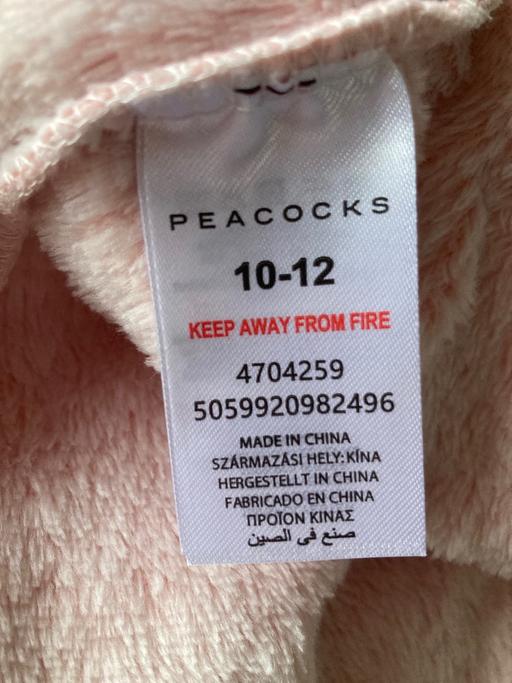 PEACOCKS
10-12
KEEP AWAY FROM FIRE
4704259
5059920982496
MADE IN CHINA
SZÁRMAZÁSI HELY: KÍNA
HERGESTELLT IN CHINA
FABRICADO EN CHINA
ΠΡΟΪΟΝ ΚΙΝΑΣ
صنع فى الصين